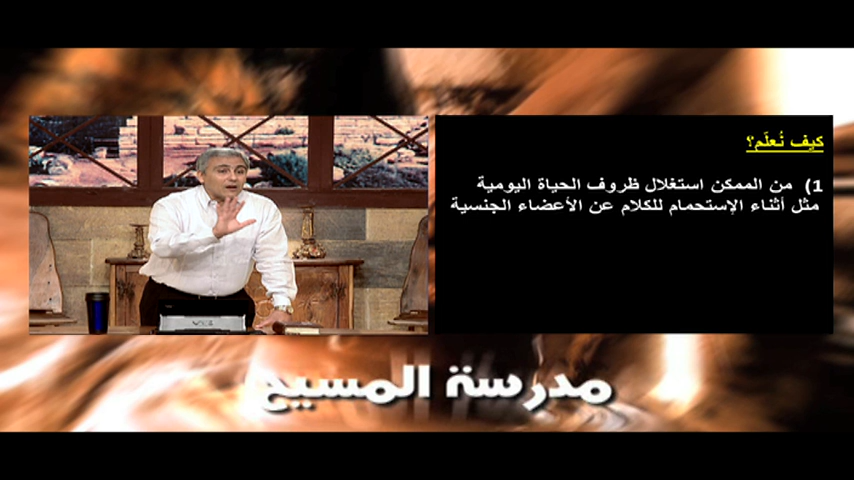 كيف نُعلّم؟
1) من الممكن استغلال ظروف الحياة اليومية
مثل أثناء الإستحمام للكلام عن الأعضاء الجنسية
مدرسة المسيح